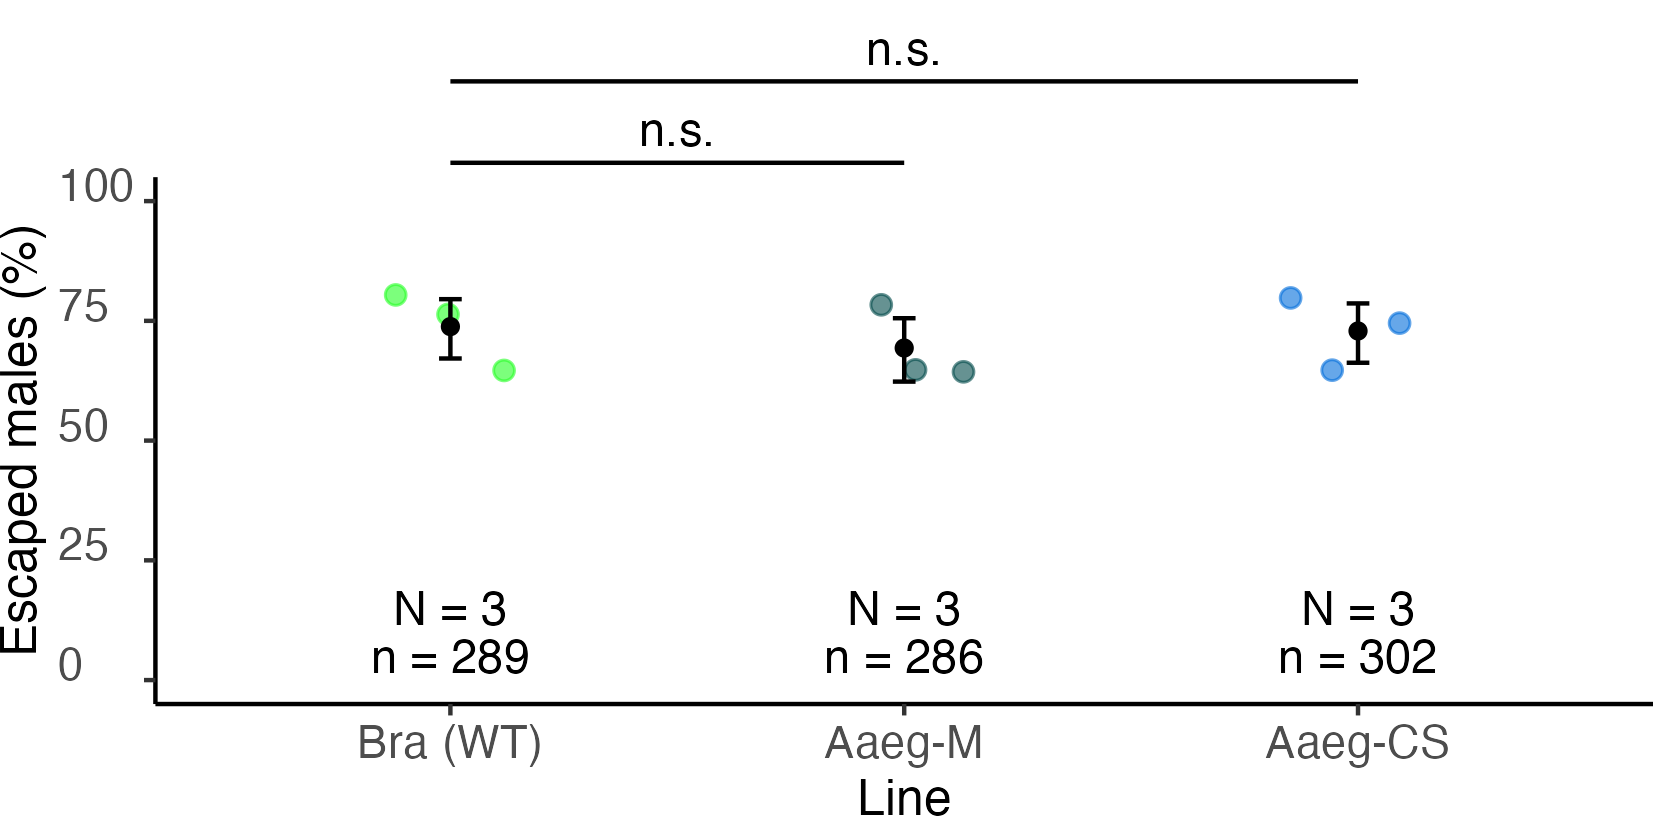 n.s.
n.s.
100
75
50
25
0
Escaped males (%)
N = 3
n = 289
N = 3
n = 286
N = 3
n = 302
Bra (WT)
Aaeg-M
Aaeg-CS
Line